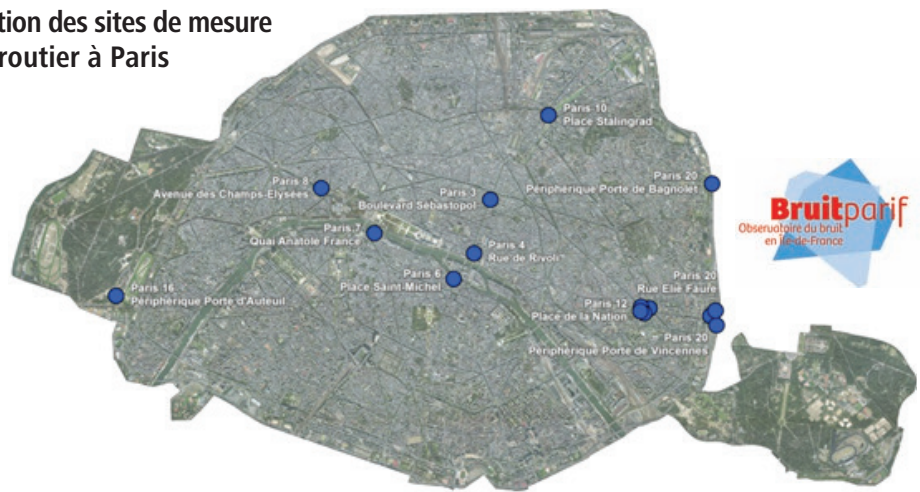 tion des sites de mesure
routier à Paris
Paris 10
Place Stalingrad
Paris 8
Avenue des Champs-Elysées
Paris 3
Boulevard Sébastopol
Paris 20
Périphérique Porte de Bagnolet
Bruitparif
Observatoire du bruit
en île-de-France
Paris 7
Quai Anatole France
Paris 4
Rue de Rivoli
Paris 6
Place Saint-Michel
Paris 20
Rue Elie Faure
Paris 16
Périphérique Porte d'Auteuil
Paris 12
Place de la Nation
Paris 20
Périphérique Porte de Vincennes